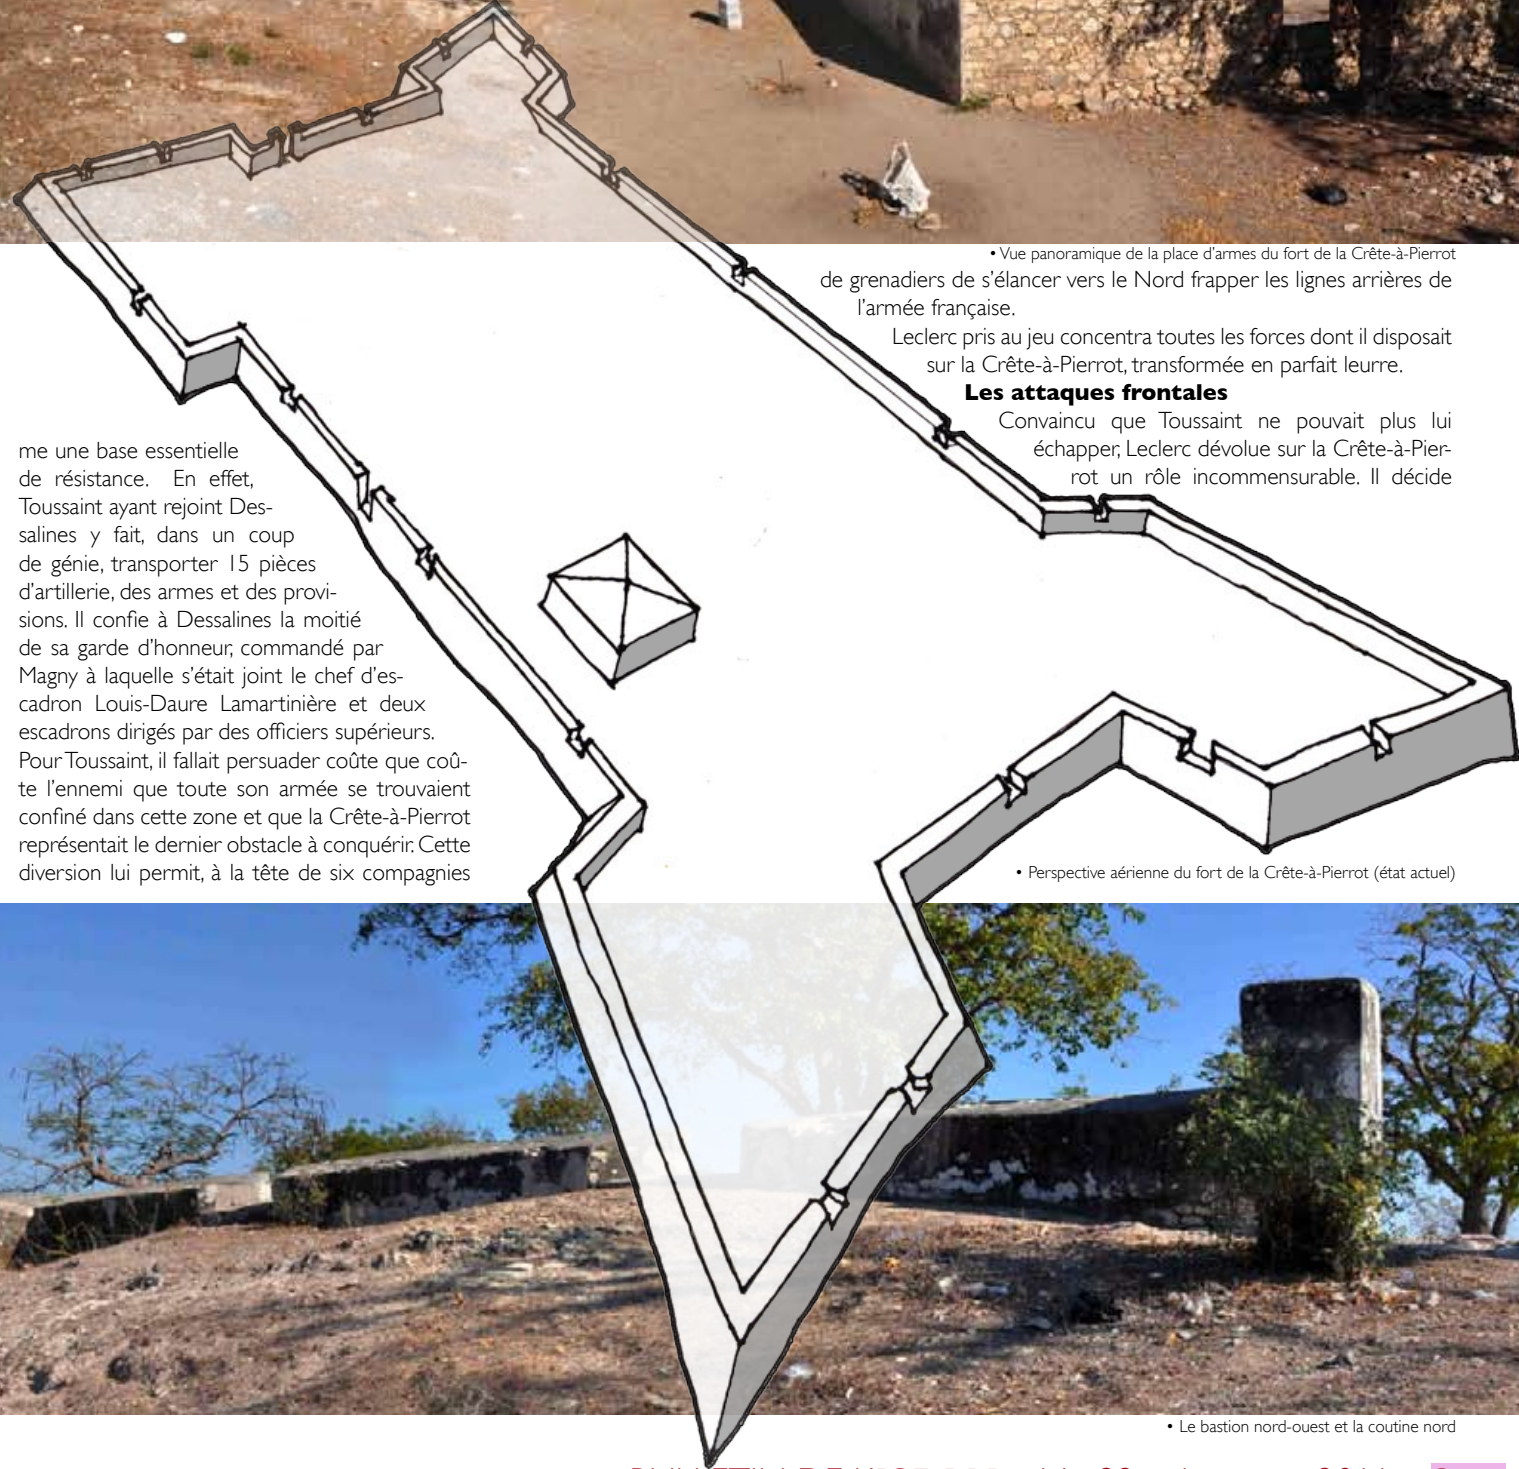 me une base essentielle
de résistance. En effet,
Toussaint ayant rejoint Des-
salines y fait, dans un coup
de génie, transporter 15 pièces
d'artillerie, des armes et des provi-
sions. Il confie à Dessalines la moitié
de sa garde d'honneur, commandé par
Magny à laquelle s'était joint le chef d'es-
cadron Louis-Daure Lamartinière et deux
escadrons dirigés par des officiers supérieurs.
Pour Toussaint, il fallait persuader coûte que coû-
te l'ennemi que toute son armée se trouvaient
confiné dans cette zone et que la Crête-à-Pierrot
représentait le dernier obstacle à conquérir. Cette
diversion lui permit, à la tête de six compagnies
• Vue panoramique de la place d'armes du fort de la Crête-à-Pierrot
de grenadiers de s'élancer vers le Nord frapper les lignes arrières de
l'armée française.
Leclerc pris au jeu concentra toutes les forces dont il disposait
sur la Crête-à-Pierrot, transformée en parfait leurre.
Les attaques frontales
Convaincu que Toussaint ne pouvait plus lui
échapper, Leclerc dévolue sur la Crête-à-Pier-
rot un rôle incommensurable. Il décide
• Perspective aérienne du fort de la Crête-à-Pierrot (état actuel)
• Le bastion nord-ouest et la coutine nord